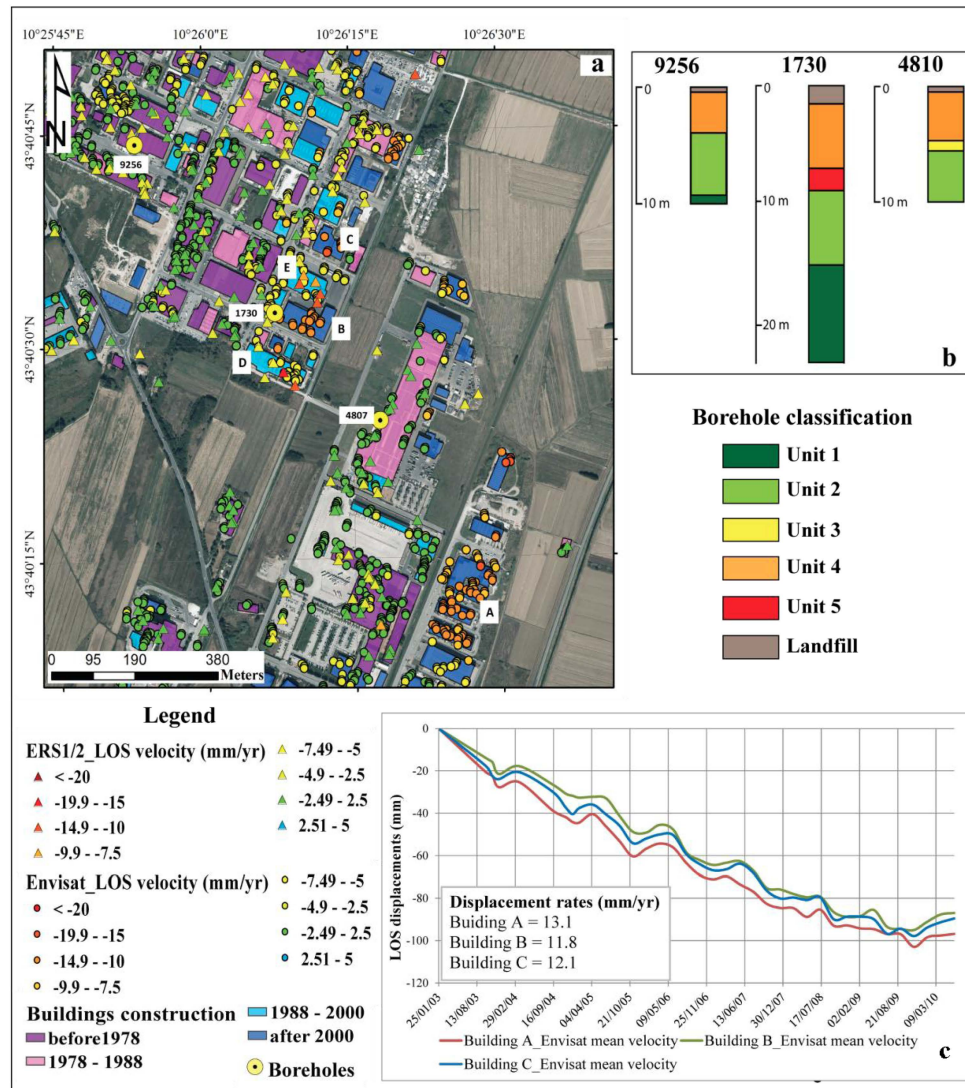 10°25'45" 10°26'0" 10°26'15" 10°26'30"
a
43°40'45"N
43°40'30"N
43°40'15"N
N
9256
C
E
1730
B
D
4807
A
0 95 190 380
Meters
9256 1730 4810
0 0 0
10 m 10 m 10 m
20 m
b
Borehole classification
Unit 1
Unit 2
Unit 3
Unit 4
Unit 5
Landfill
Legend
ERS1/2_LOS velocity (mm/yr)
< -20
-19.9 - -15
-14.9 - -10
-9.9 - -7.5
-7.49 - -5
-4.9 - -2.5
-2.49 - 2.5
2.51 - 5
Envisat_LOS velocity (mm/yr)
< -20
-19.9 - -15
-14.9 - -10
-9.9 - -7.5
-7.49 - -5
-4.9 - -2.5
-2.49 - 2.5
2.51 - 5
Buildings construction
before1978
1978 - 1988
1988 - 2000
after 2000
Boreholes
LOS displacements (mm)
0
-20
-40
-60
-80
-100
-120
Displacement rates (mm/yr)
Buiding A = 13.1
Building B = 11.8
Building C = 12.1
25/01/03 13/08/03 29/02/04 16/09/04 04/04/05 21/10/05 09/05/06 25/11/06 13/06/07 30/12/07 17/07/08 02/02/09 21/08/09 09/03/10
Building A_Envisat mean velocity Building B_Envisat mean velocity
Building C_Envisat mean velocity
c